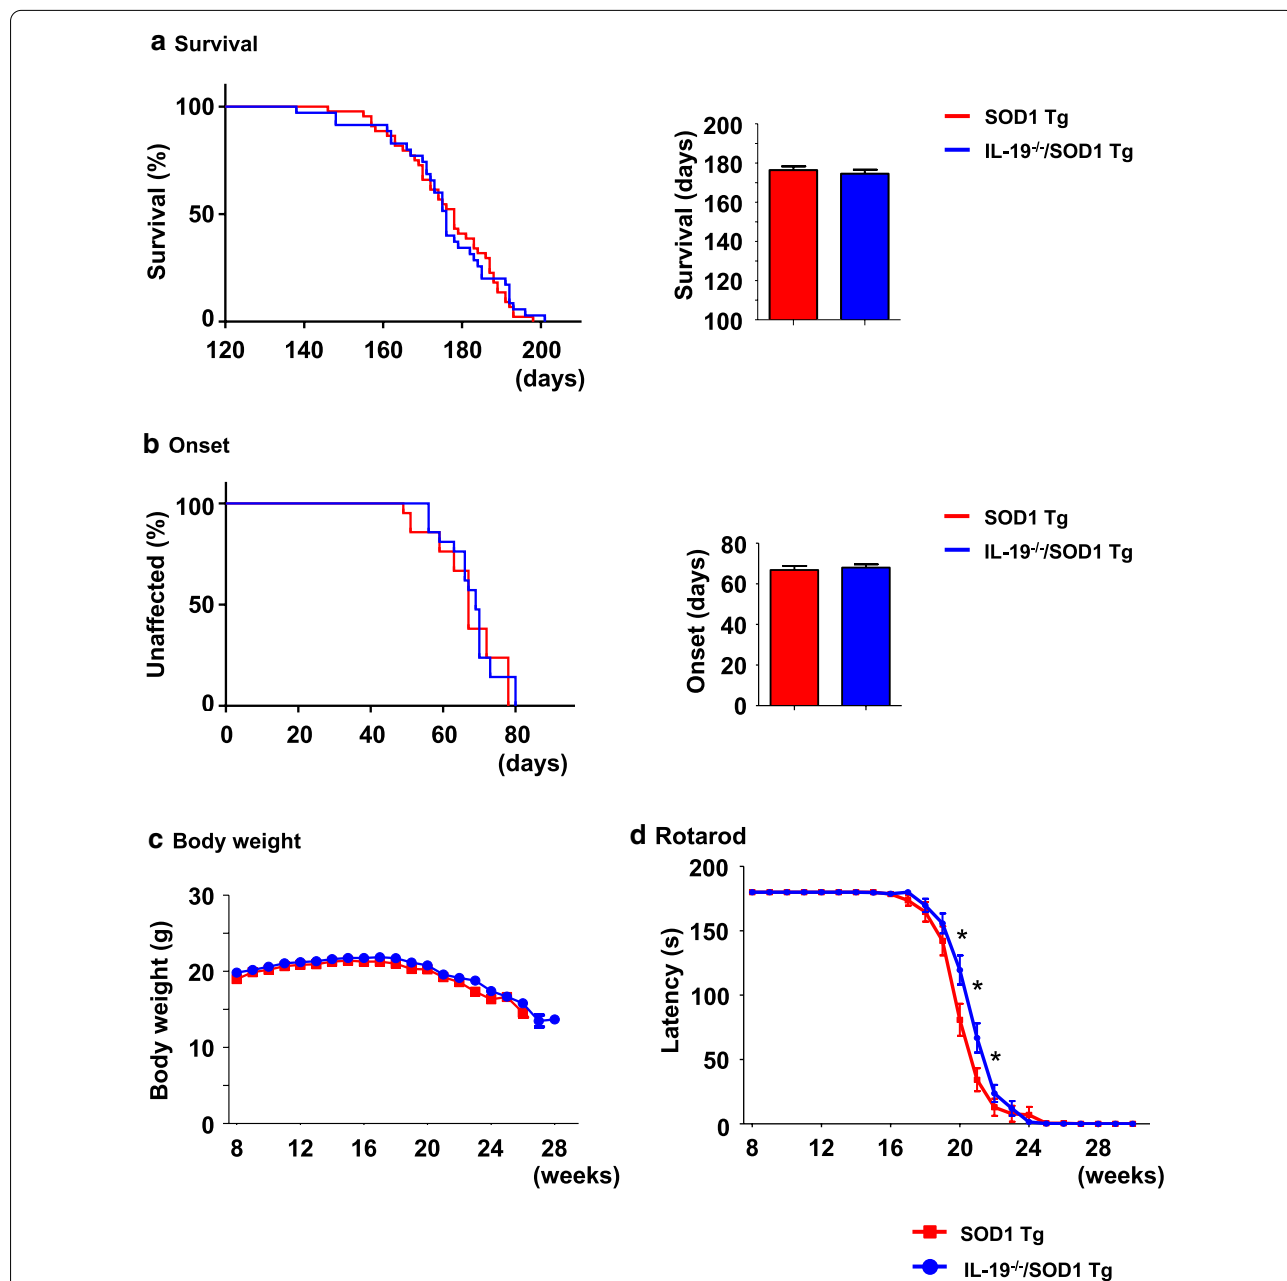 a Survival
Survival (%)
100
50
0
120 140 160 180 200
(days)
Survival (days)
200
180
160
140
120
100
SOD1 Tg
IL-19-/-/SOD1 Tg
b Onset
Unaffected (%)
100
50
0
0 20 40 60 80
(days)
Onset (days)
80
60
40
20
0
SOD1 Tg
IL-19-/-/SOD1 Tg
c Body weight
Body weight (g)
30
20
10
0
8 12 16 20 24 28
(weeks)
d Rotarod
Latency (s)
200
150
100
50
0
*
*
*
8 12 16 20 24 28
(weeks)
SOD1 Tg
IL-19-/-/SOD1 Tg